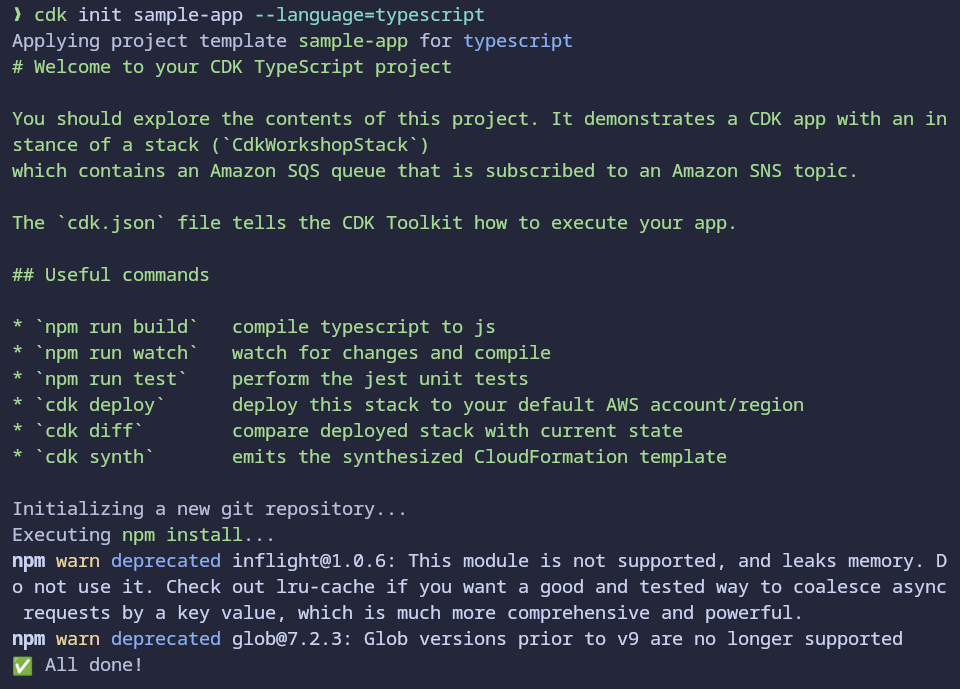 ❯ cdk init sample-app --language=typescript
Applying project template sample-app for typescript
# Welcome to your CDK TypeScript project

You should explore the contents of this project. It demonstrates a CDK app with an in
stance of a stack (`CdkWorkshopStack`)
which contains an Amazon SQS queue that is subscribed to an Amazon SNS topic.

The `cdk.json` file tells the CDK Toolkit how to execute your app.

## Useful commands

* `npm run build`   compile typescript to js
* `npm run watch`   watch for changes and compile
* `npm run test`    perform the jest unit tests
* `cdk deploy`      deploy this stack to your default AWS account/region
* `cdk diff`        compare deployed stack with current state
* `cdk synth`       emits the synthesized CloudFormation template

Initializing a new git repository...
Executing npm install...
npm warn deprecated inflight@1.0.6: This module is not supported, and leaks memory. D
o not use it. Check out lru-cache if you want a good and tested way to coalesce async
 requests by a key value, which is much more comprehensive and powerful.
npm warn deprecated glob@7.2.3: Glob versions prior to v9 are no longer supported
✅ All done!